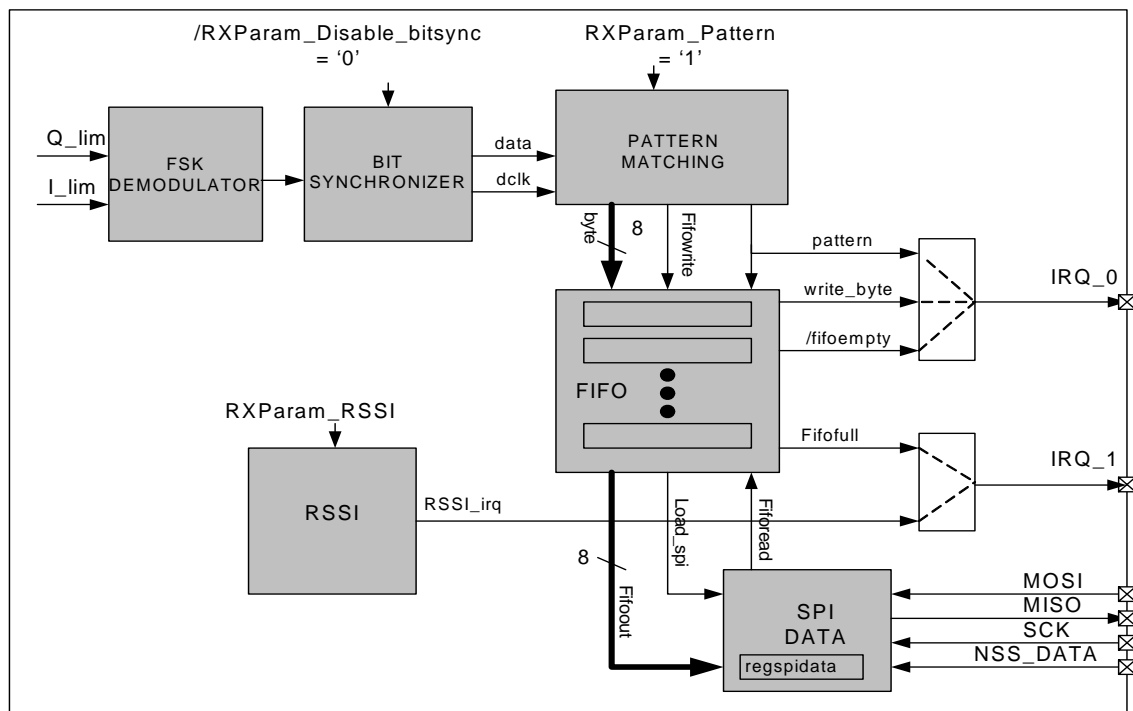 /RXParam_Disable_bitsync
= ‘0’
RXParam_Pattern
= ‘1’
Q_lim
I_lim
FSK
DEMODULATOR
BIT
SYNCHRONIZER
data
dclk
PATTERN
MATCHING
byte
8
Fifowrite
pattern
write_byte
/fifoempty
IRQ_0
FIFO
RXParam_RSSI
RSSI
RSSI_irq
Fifofull
IRQ_1
8
Fifoout
Load_spi
Fiforead
SPI
DATA
regspidata
MOSI
MISO
SCK
NSS_DATA